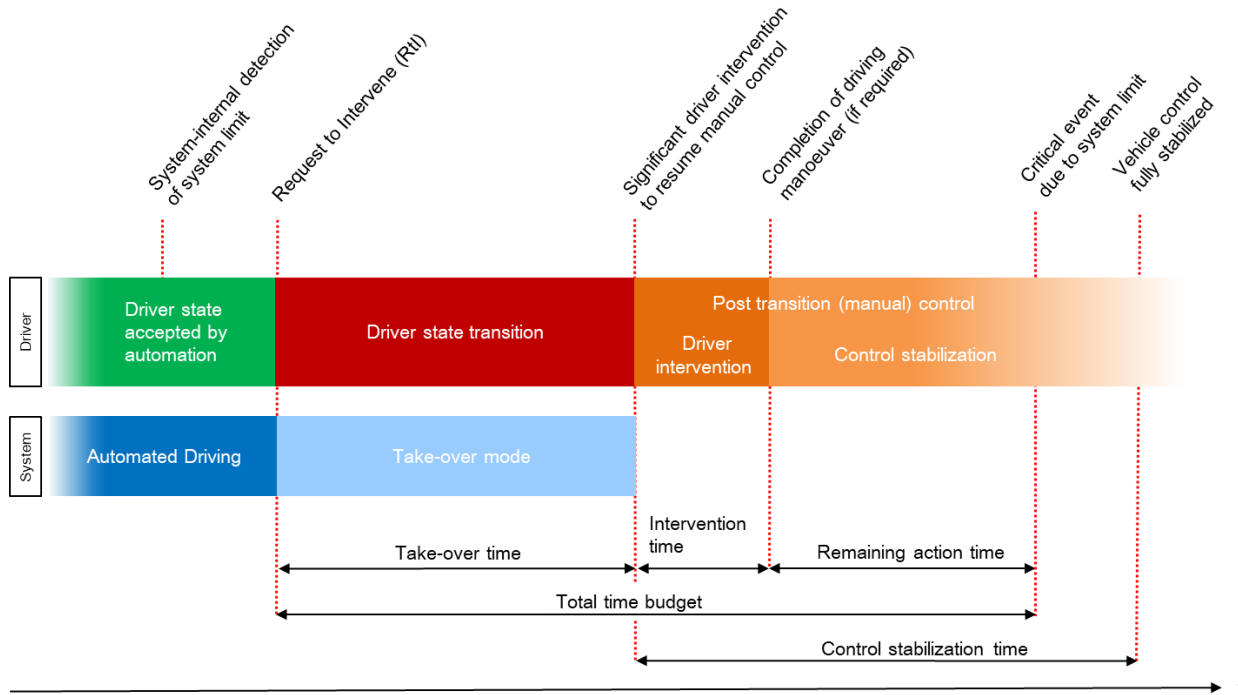 System-internal detection
of system limit
Request to Intervene (RtI)
Significant driver intervention
to resume manual control
Completion of driving
manoeuver (if required)
Critical event
due to system limit
Vehicle control
fully stabilized
Driver
Driver state
accepted by
automation
Driver state transition
Post transition (manual) control
Driver
intervention
Control stabilization
System
Automated Driving
Take-over mode
Intervention
time
Take-over time
Remaining action time
Total time budget
Control stabilization time